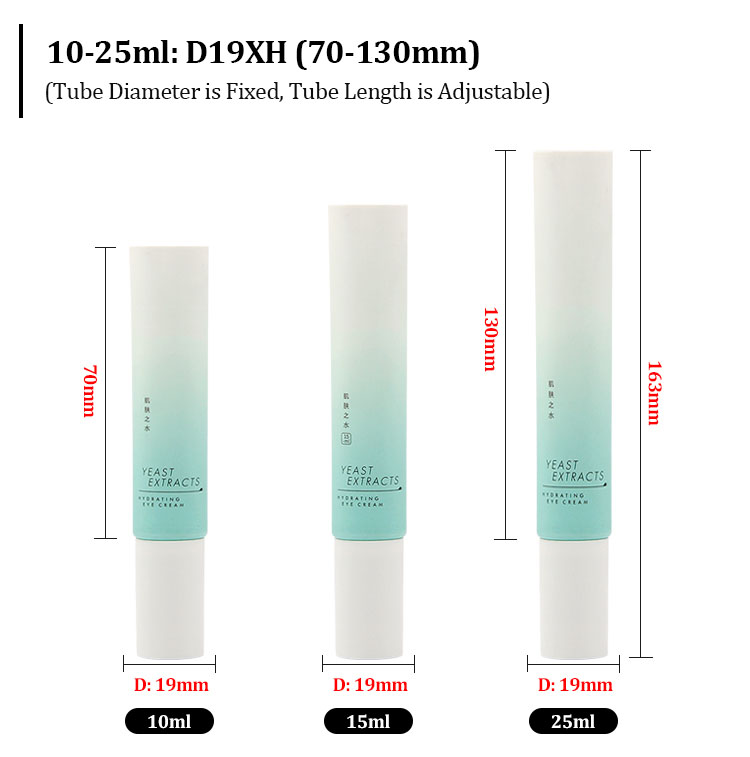 10-25ml: D19XH (70-130mm)
(Tube Diameter is Fixed, Tube Length is Adjustable)
70mm
130mm
163mm
肌肤之水
YEAST
EXTRACTS
HYDRATING
EYE CREAM
肌肤之水
15
ml
YEAST
EXTRACTS
HYDRATING
EYE CREAM
肌肤之水
YEAST
EXTRACTS
HYDRATING
EYE CREAM
D: 19mm
D: 19mm
D: 19mm
10ml
15ml
25ml